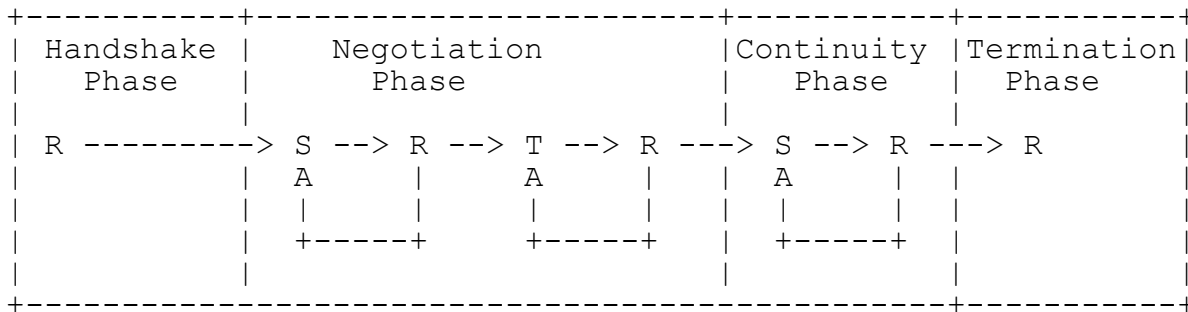 +-----------+------------------------+-----------+-----------+
| Handshake |    Negotiation         |Continuity |Termination|
|   Phase   |      Phase             |    Phase  |  Phase    |
|           |                        |           |           |
| R ---------> S --> R --> T --> R ---> S --> R ---> R       |
|           |  A     |     A     |   |  A     |  |           |
|           |  |     |     |     |   |  |     |  |           |
|           |  +-----+     +-----+   |  +-----+  |           |
|           |                        |           |           |
+------------------------------------------------+-----------+